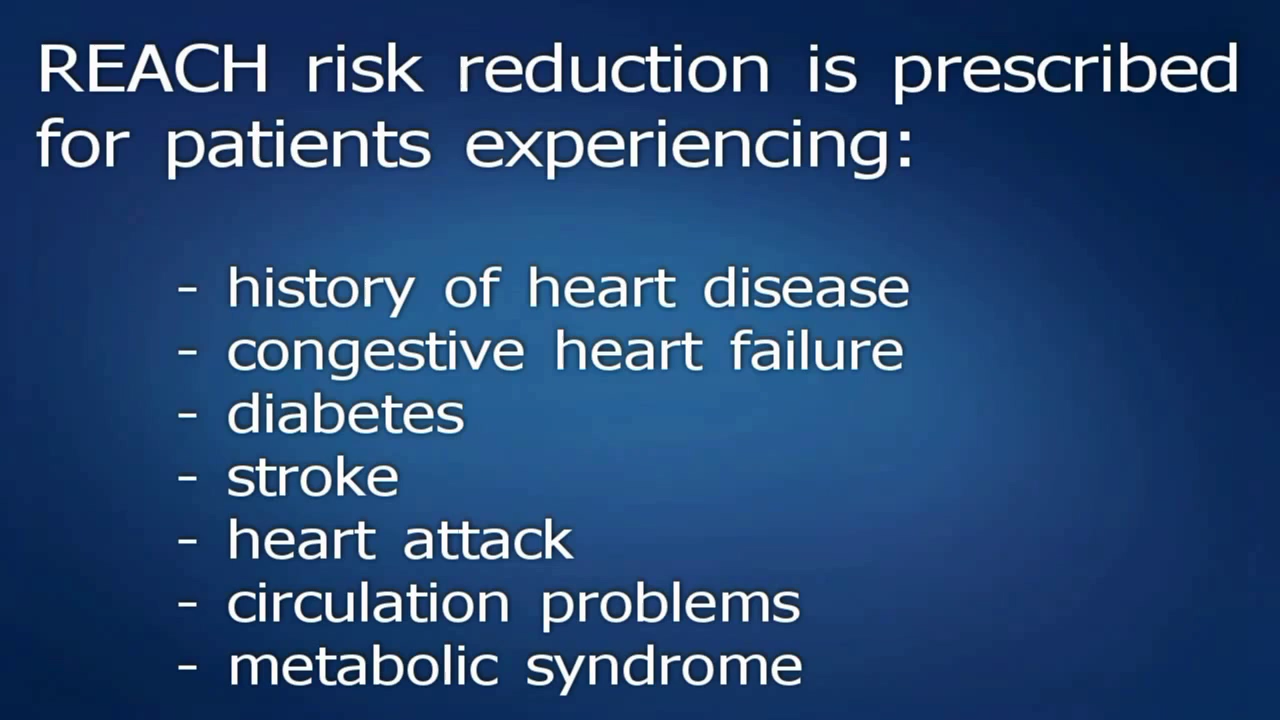 REACH risk reduction is prescribed
for patients experiencing:
- history of heart disease
- congestive heart failure
- diabetes
- stroke
- heart attack
- circulation problems
- metabolic syndrome